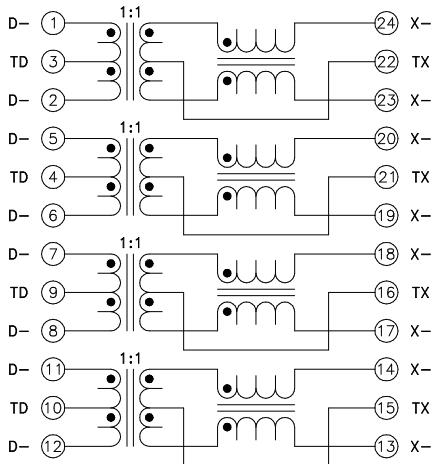 1:1
D- 1 24 X-
TD 3 22 TX
D- 2 23 X-
1:1
D- 5 20 X-
TD 4 21 TX
D- 6 19 X-
1:1
D- 7 18 X-
TD 9 16 TX
D- 8 17 X-
1:1
D- 11 14 X-
TD 10 15 TX
D- 12 13 X-